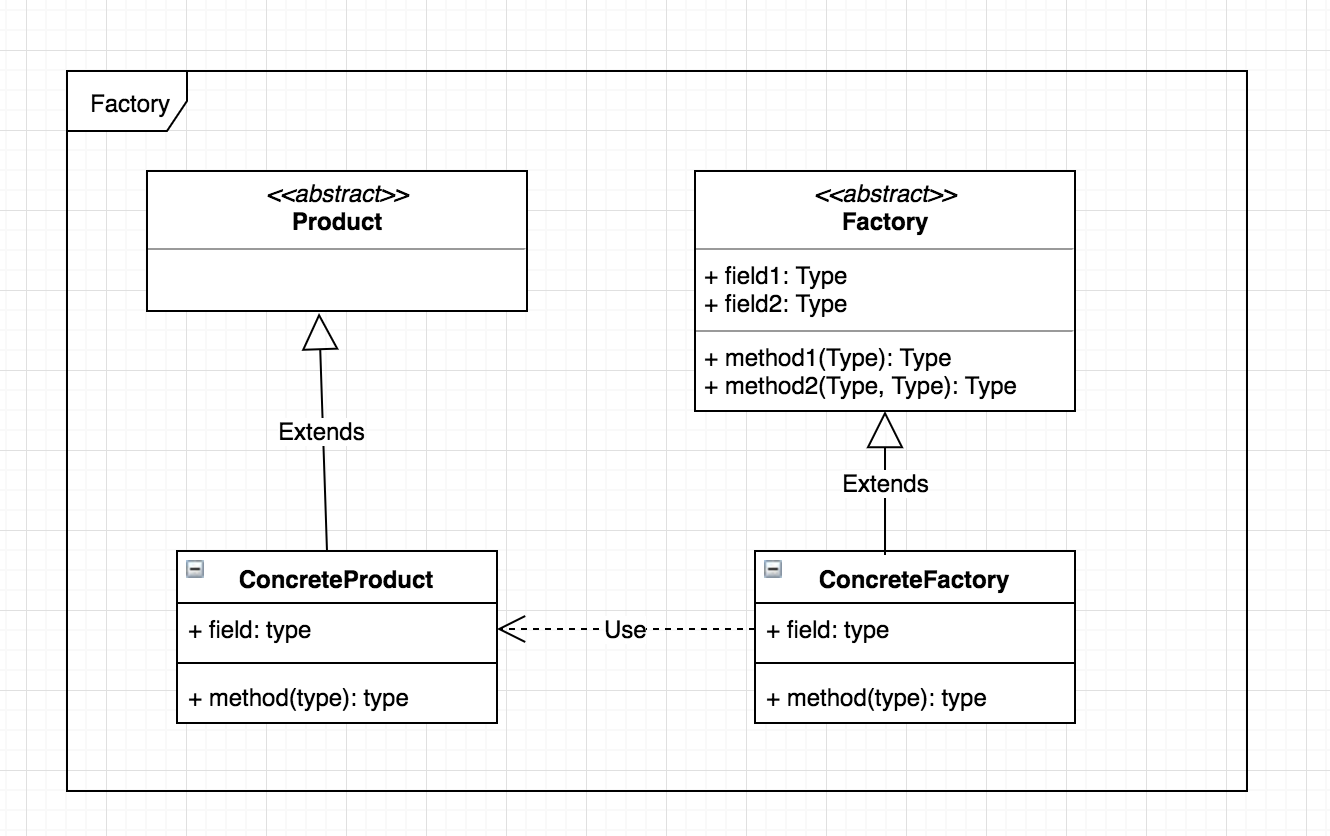 Factory
<<abstract>>
Product
<<abstract>>
Factory
+ field1: Type
+ field2: Type
+ method1(Type): Type
+ method2(Type, Type): Type
Extends
Extends
ConcreteProduct
+ field: type
+ method(type): type
Use
ConcreteFactory
+ field: type
+ method(type): type